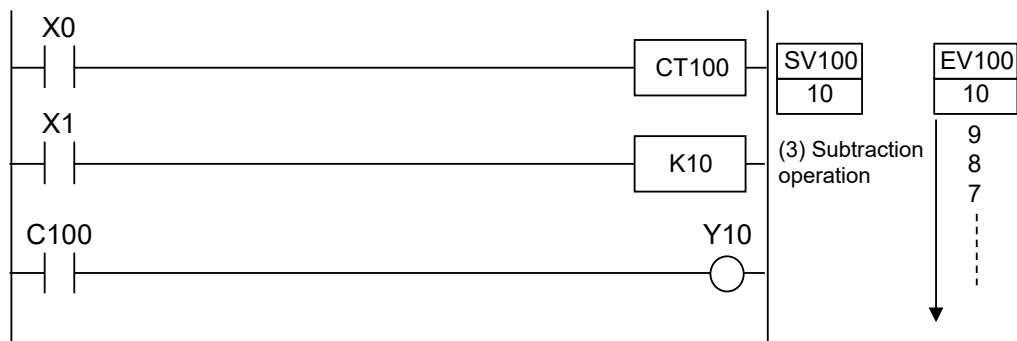 X0
CT100
SV100
10
EV100
10
X1
K10
(3) Subtraction
operation
9
8
7
C100
Y10